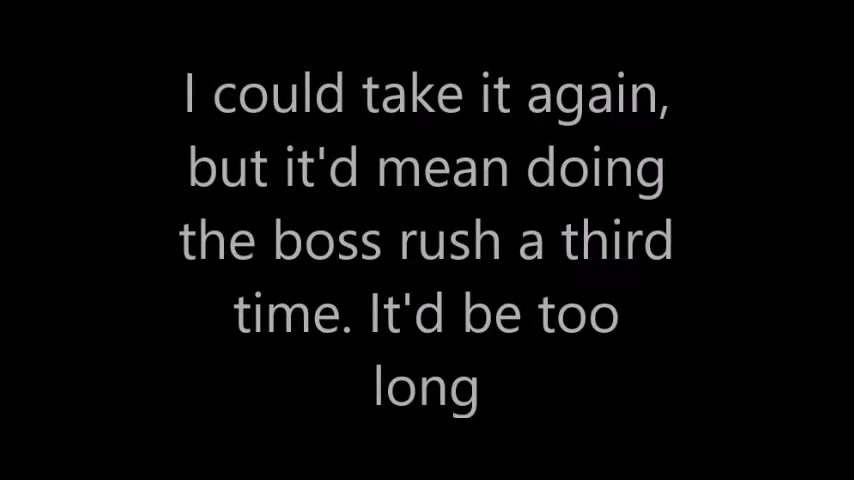 I could take it again,
but it'd mean doing
the boss rush a third
time. It'd be too
long